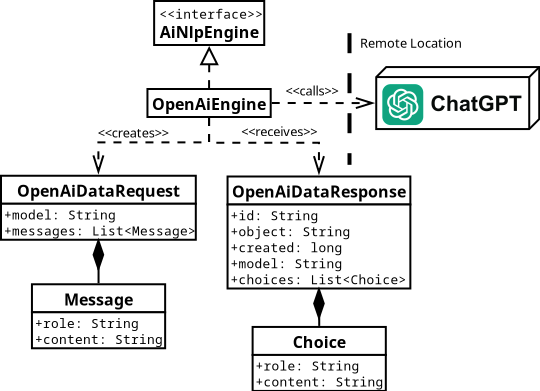 <<interface>>
AiNlpEngine
Remote Location
OpenAiEngine
<<calls>>
ChatGPT
<<creates>>
<<receives>>
OpenAiDataRequest
+model: String
+messages: List<Message>
OpenAiDataResponse
+id: String
+object: String
+created: long
+model: String
+choices: List<Choice>
Message
+role: String
+content: String
Choice
+role: String
+content: String